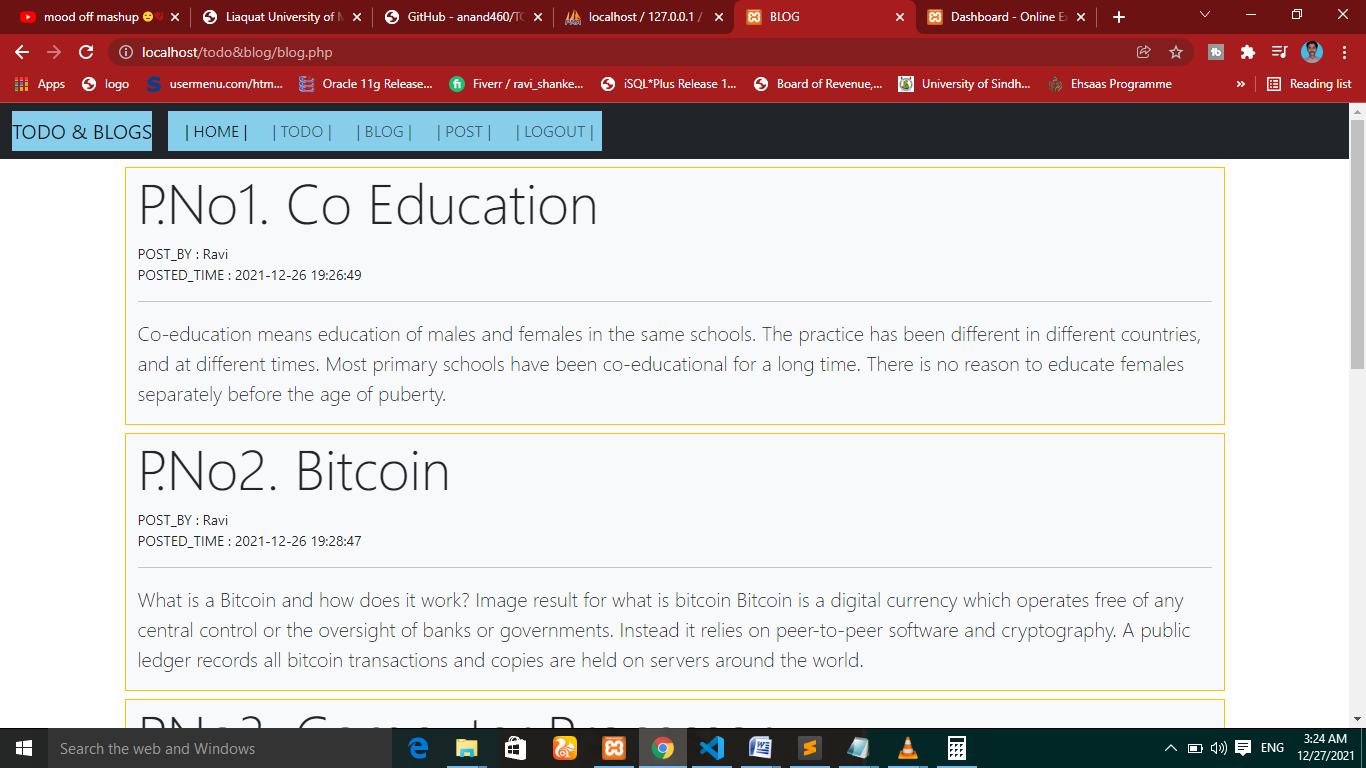 mood off mashup
Liaquat University of M
GitHub - anand460/TO
localhost / 127.0.0.1 /
BLOG
Dashboard - Online E
localhost/todo&blog/blog.php
Apps
logo
usermenu.com/htm...
Oracle 11g Release...
Fiverr / ravi_shanke...
iSQL*Plus Release 1...
Board of Revenue,...
University of Sindh...
Ehsaas Programme
»
Reading list
TODO & BLOGS
| HOME | | TODO | | BLOG | | POST | | LOGOUT |
P.No1. Co Education
POST_BY : Ravi
POSTED_TIME : 2021-12-26 19:26:49
Co-education means education of males and females in the same schools. The practice has been different in different countries,
and at different times. Most primary schools have been co-educational for a long time. There is no reason to educate females
separately before the age of puberty.
P.No2. Bitcoin
POST_BY : Ravi
POSTED_TIME : 2021-12-26 19:28:47
What is a Bitcoin and how does it work? Image result for what is bitcoin Bitcoin is a digital currency which operates free of any
central control or the oversight of banks or governments. Instead it relies on peer-to-peer software and cryptography. A public
ledger records all bitcoin transactions and copies are held on servers around the world.
P.No3. Computer Processor
Search the web and Windows
ENG
3:24 AM
12/27/2021